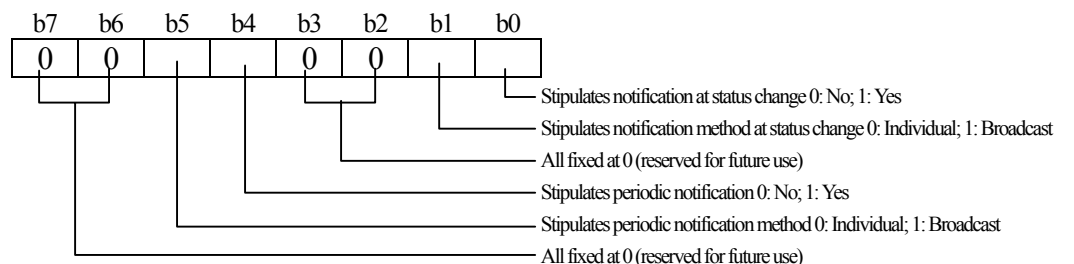 b7 b6 b5 b4 b3 b2 b1 b0
0 0 0 0
Stipulates notification at status change 0: No; 1: Yes
Stipulates notification method at status change 0: Individual; 1: Broadcast
All fixed at 0 (reserved for future use)
Stipulates periodic notification 0: No; 1: Yes
Stipulates periodic notification method 0: Individual; 1: Broadcast
All fixed at 0 (reserved for future use)